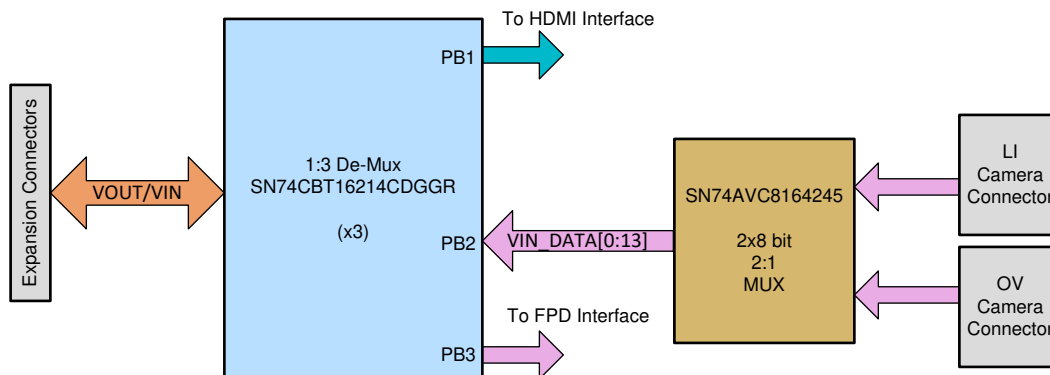 To HDMI Interface
PB1
Expansion Connectors
VOUT/VIN
1:3 De-Mux
SN74CBT16214CDGGR
(x3)
PB2
VIN_DATA[0:13]
SN74AVC8164245
2x8 bit
2:1
MUX
LI
Camera
Connector
OV
Camera
Connector
To FPD Interface
PB3